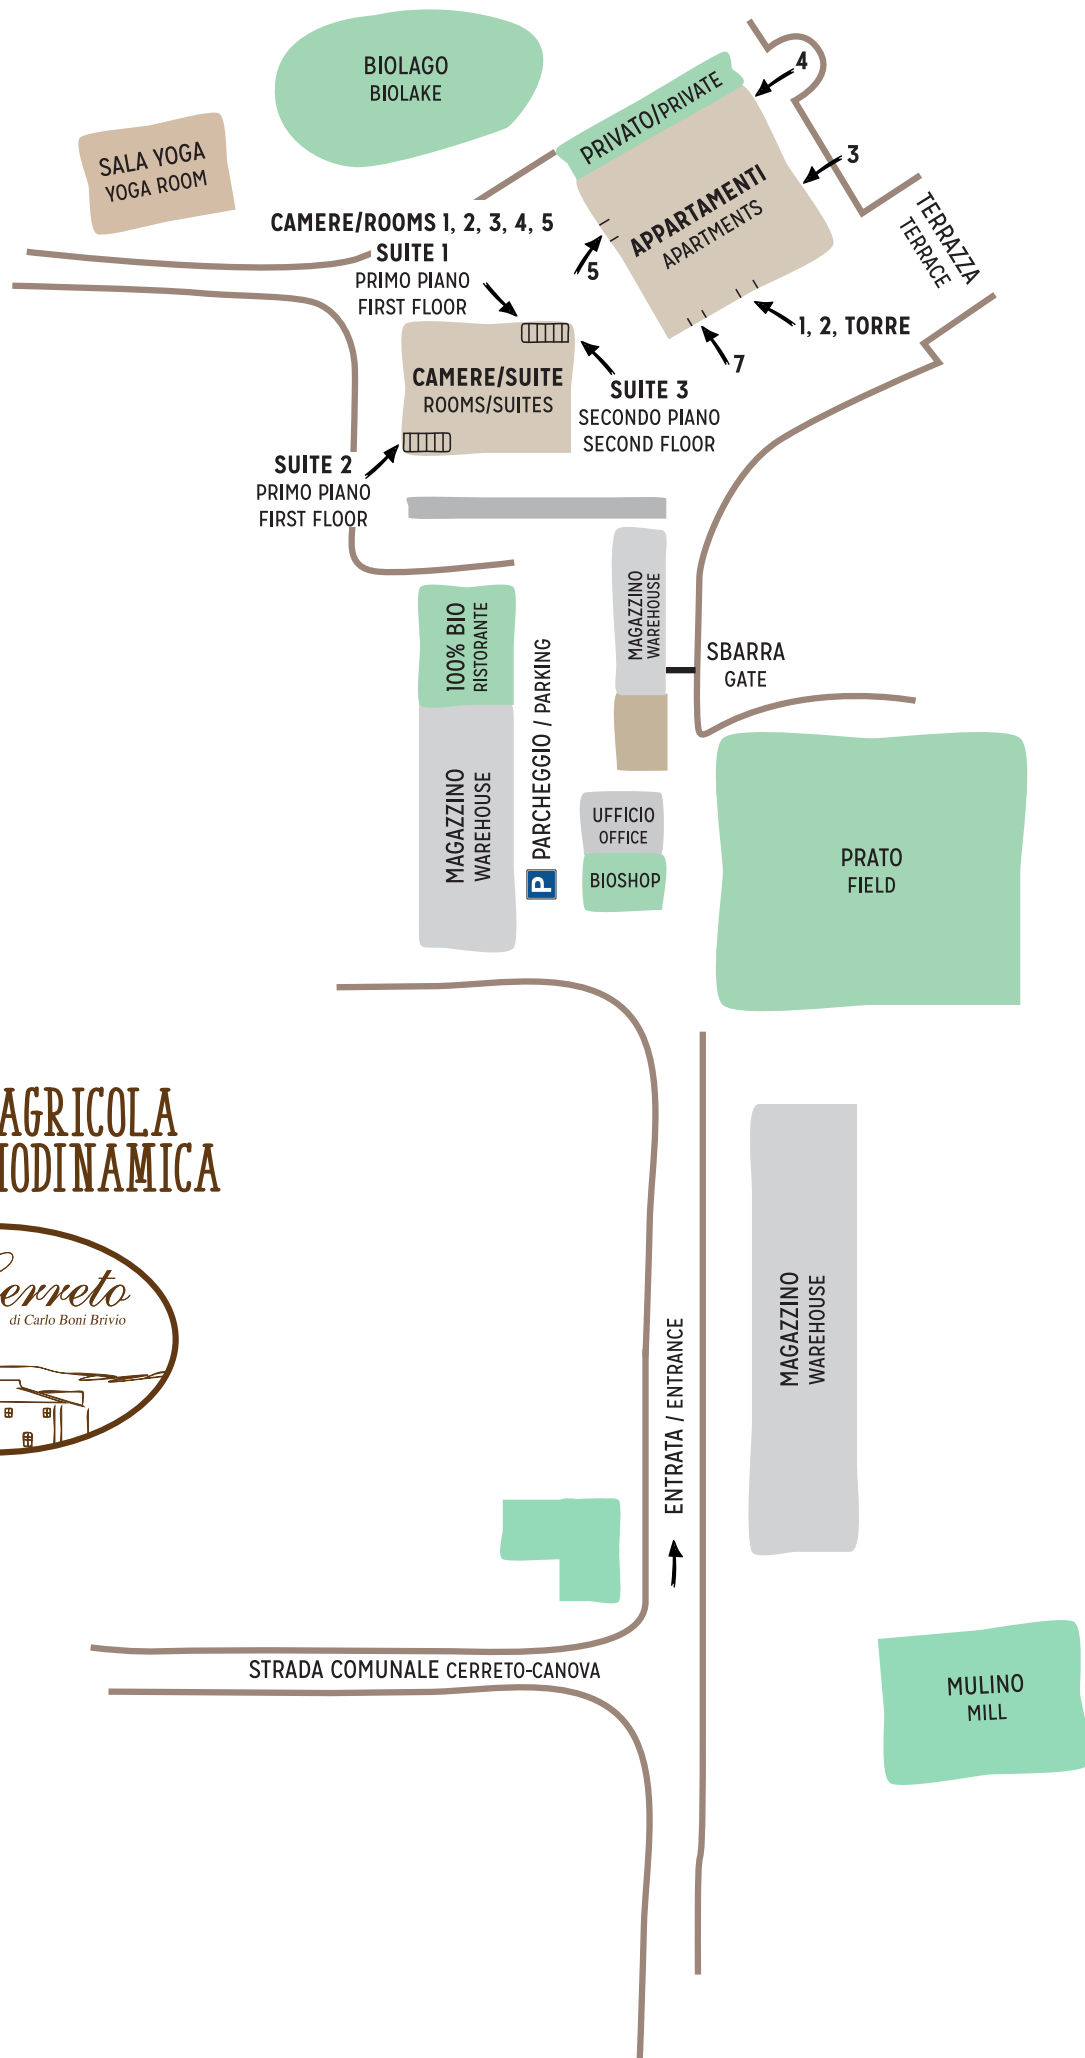 BIOLAGO
BIOLAKE
4
PRIVATO/PRIVATE
SALA YOGA
YOGA ROOM
3
APPARTAMENTI
APARTMENTS
TERRAZZA
TERRACE
CAMERE/ROOMS 1, 2, 3, 4, 5
SUITE 1
PRIMO PIANO
FIRST FLOOR
5
1, 2, TORRE
7
CAMERE/SUITE
ROOMS/SUITES
SUITE 3
SECONDO PIANO
SECOND FLOOR
SUITE 2
PRIMO PIANO
FIRST FLOOR
MAGAZZINO
WAREHOUSE
100% BIO
RISTORANTE
SBARRA
GATE
P PARCHEGGIO / PARKING
MAGAZZINO
WAREHOUSE
UFFICIO
OFFICE
BIOSHOP
PRATO
FIELD
AGRICOLA
IODINAMICA
erreto
di Carlo Boni Brivio
MAGAZZINO
WAREHOUSE
ENTRATA / ENTRANCE
STRADA COMUNALE CERRETO-CANOVA
MULINO
MILL